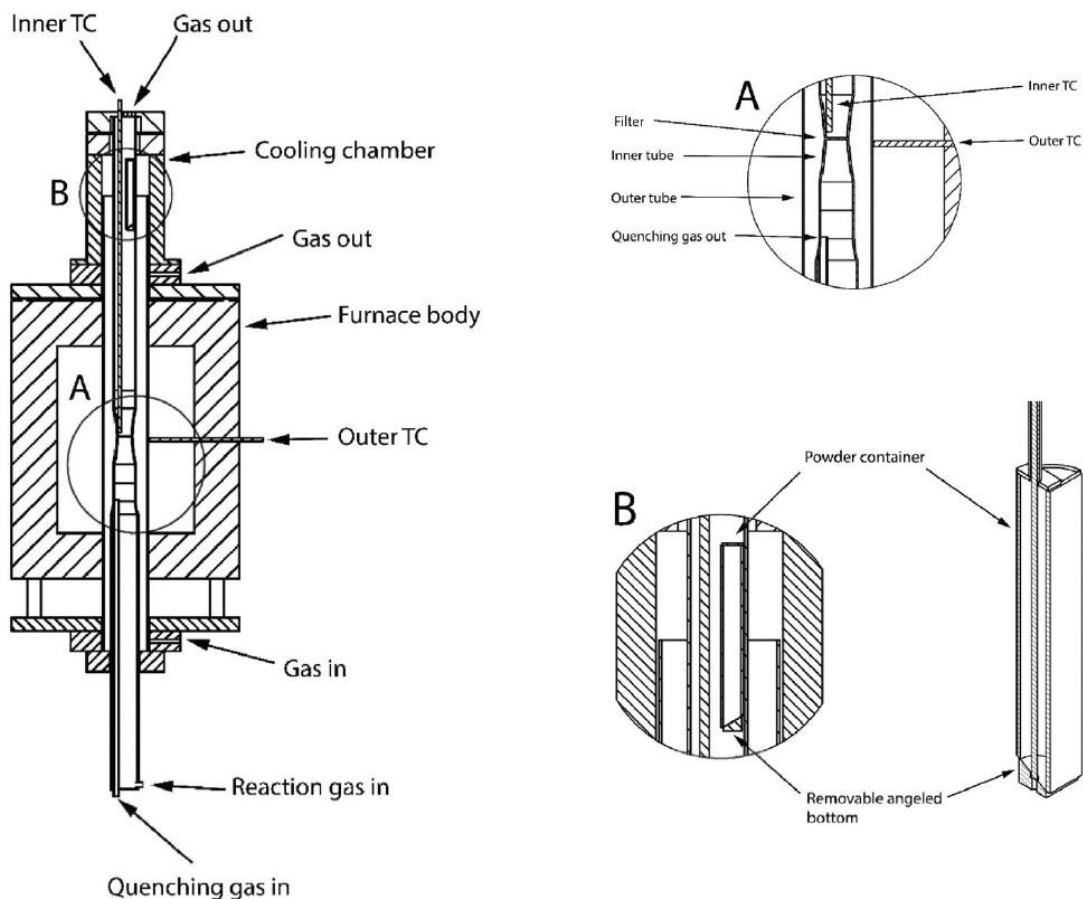 Inner TC
Gas out
Cooling chamber
B
Gas out
Furnace body
A
Outer TC
Gas in
Reaction gas in
Quenching gas in
A
Inner TC
Filter
Outer TC
Inner tube
Outer tube
Quenching gas out
Powder container
B
Removable angeled
bottom